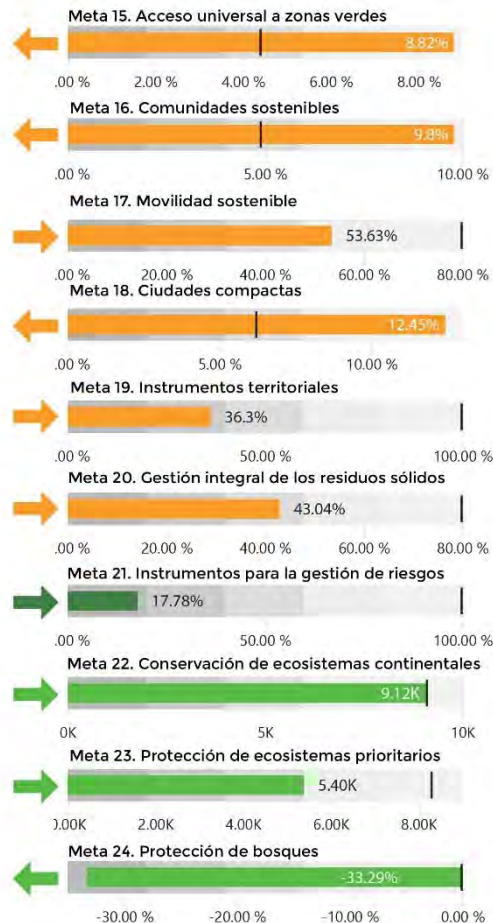 Meta 15. Acceso universal a zonas verdes
8.82%
.00 % 2.00 % 4.00 % 6.00 % 8.00 %
Meta 16. Comunidades sostenibles
9.8%
.00 % 5.00 % 10.00 %
Meta 17. Movilidad sostenible
53.63%
.00 % 20.00 % 40.00 % 60.00 % 80.00 %
Meta 18. Ciudades compactas
12.45%
.00 % 5.00 % 10.00 %
Meta 19. Instrumentos territoriales
36.3%
.00 % 50.00 % 100.00 %
Meta 20. Gestión integral de los residuos sólidos
43.04%
.00 % 20.00 % 40.00 % 60.00 % 80.00 %
Meta 21. Instrumentos para la gestión de riesgos
17.78%
.00 % 50.00 % 100.00 %
Meta 22. Conservación de ecosistemas continentales
9.12K
0K 5K 10K
Meta 23. Protección de ecosistemas prioritarios
5.40K
0.00K 2.00K 4.00K 6.00K 8.00K
Meta 24. Protección de bosques
-33.29%
-30.00 % -20.00 % -10.00 % 0.00 %